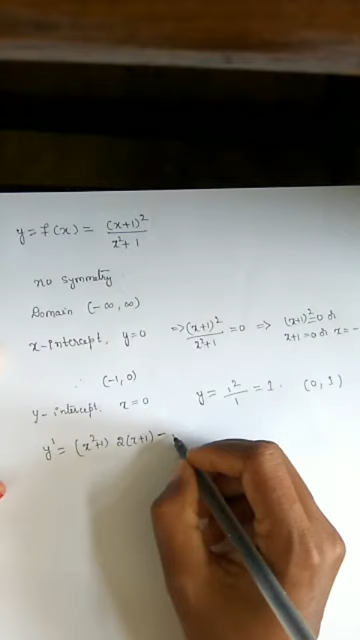 y = f(x) = (x+1)² / x²+1
no symmetry
Domain (-∞, ∞)
x-intercept, y=0 ⇒ (x+1)² / x²+1 = 0 ⇒ (x+1)²=0 or
x+1=0 or x = -
∴ (-1, 0)
y-intercept, x=0 y = 1² / 1 = 1. (0, 1)
y' = (x²+1) 2(x+1) -